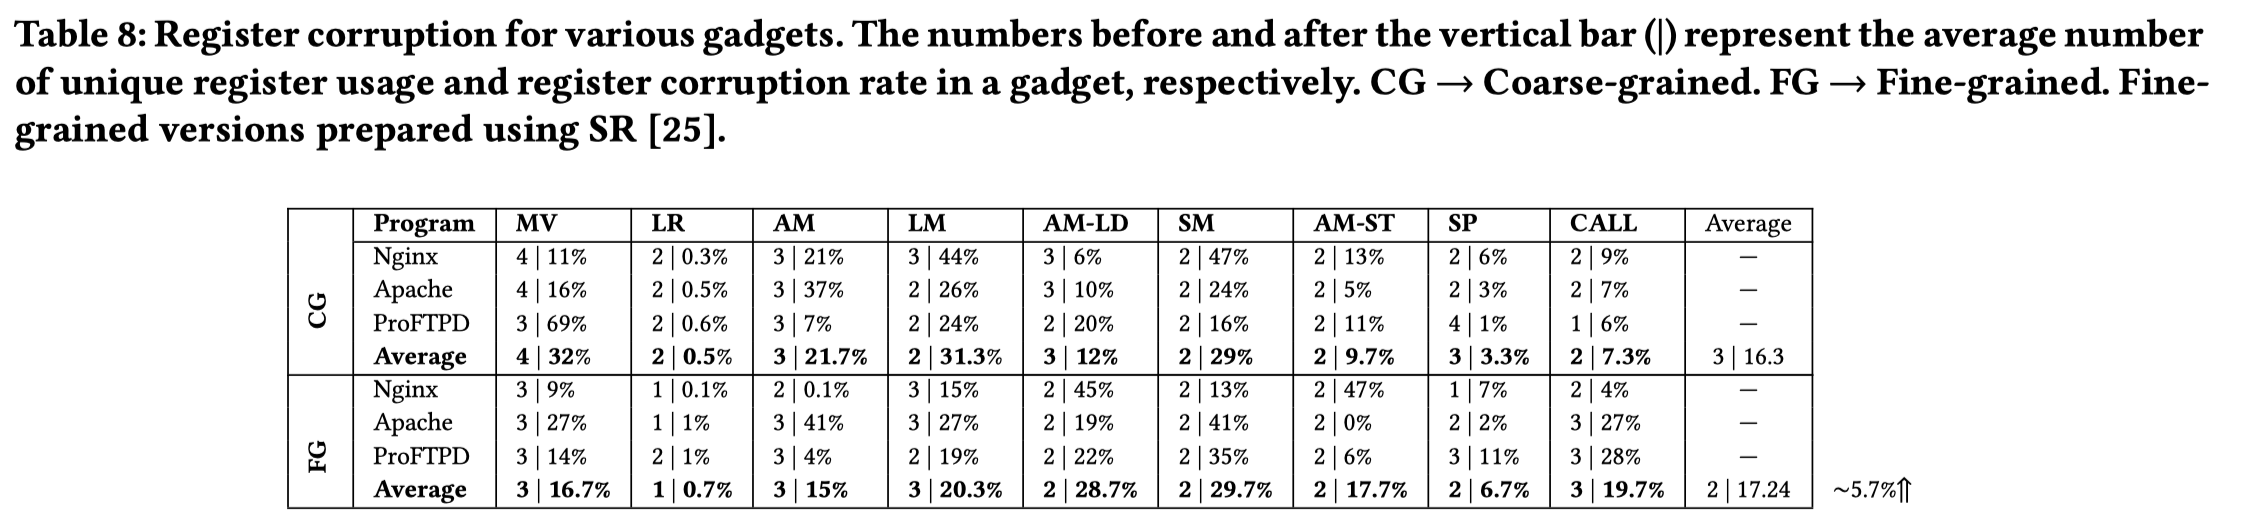 Table 8: Register corruption for various gadgets. The numbers before and after the vertical bar (|) represent the average number
of unique register usage and register corruption rate in a gadget, respectively. CG → Coarse-grained. FG → Fine-grained. Fine-
grained versions prepared using SR [25].
Program MV LR AM LM AM-LD SM AM-ST SP CALL Average
CG
Nginx 4 | 11% 2 | 0.3% 3 | 21% 3 | 44% 3 | 6% 2 | 47% 2 | 13% 2 | 6% 2 | 9% —
Apache 4 | 16% 2 | 0.5% 3 | 37% 2 | 26% 3 | 10% 2 | 24% 2 | 5% 2 | 3% 2 | 7% —
ProFTPD 3 | 69% 2 | 0.6% 3 | 7% 2 | 24% 2 | 20% 2 | 16% 2 | 11% 4 | 1% 1 | 6% —
Average 4 | 32% 2 | 0.5% 3 | 21.7% 2 | 31.3% 3 | 12% 2 | 29% 2 | 9.7% 3 | 3.3% 2 | 7.3% 3 | 16.3
FG
Nginx 3 | 9% 1 | 0.1% 2 | 0.1% 3 | 15% 2 | 45% 2 | 13% 2 | 47% 1 | 7% 2 | 4% —
Apache 3 | 27% 1 | 1% 3 | 41% 3 | 27% 2 | 19% 2 | 41% 2 | 0% 2 | 2% 3 | 27% —
ProFTPD 3 | 14% 2 | 1% 3 | 4% 2 | 19% 2 | 22% 2 | 35% 2 | 6% 3 | 11% 3 | 28% —
Average 3 | 16.7% 1 | 0.7% 3 | 15% 3 | 20.3% 2 | 28.7% 2 | 29.7% 2 | 17.7% 2 | 6.7% 3 | 19.7% 2 | 17.24 ~5.7%⇑